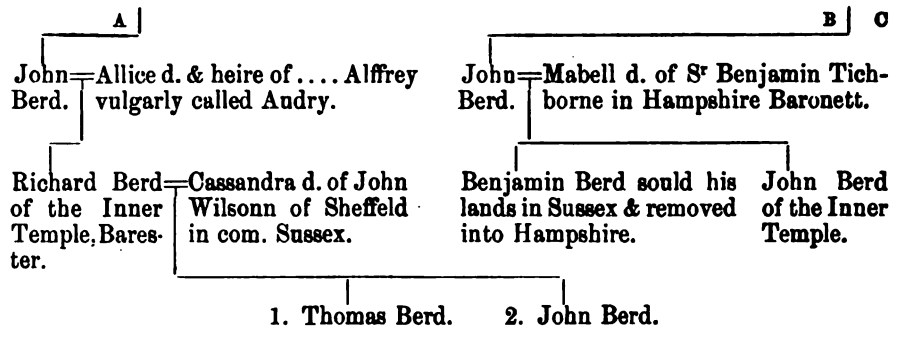 A B C
John=Allice d. & heire of .... Alffrey
Berd. vulgarly called Audry.
John=Mabell d. of Sʳ Benjamin Tich-
Berd. borne in Hampshire Baronett.
Richard Berd=Cassandra d. of John
of the Inner Wilsonn of Sheffeld
Temple, Bares- in com. Sussex.
ter.
Benjamin Berd sould his
lands in Sussex & removed
into Hampshire.
John Berd
of the Inner
Temple.
1. Thomas Berd. 2. John Berd.